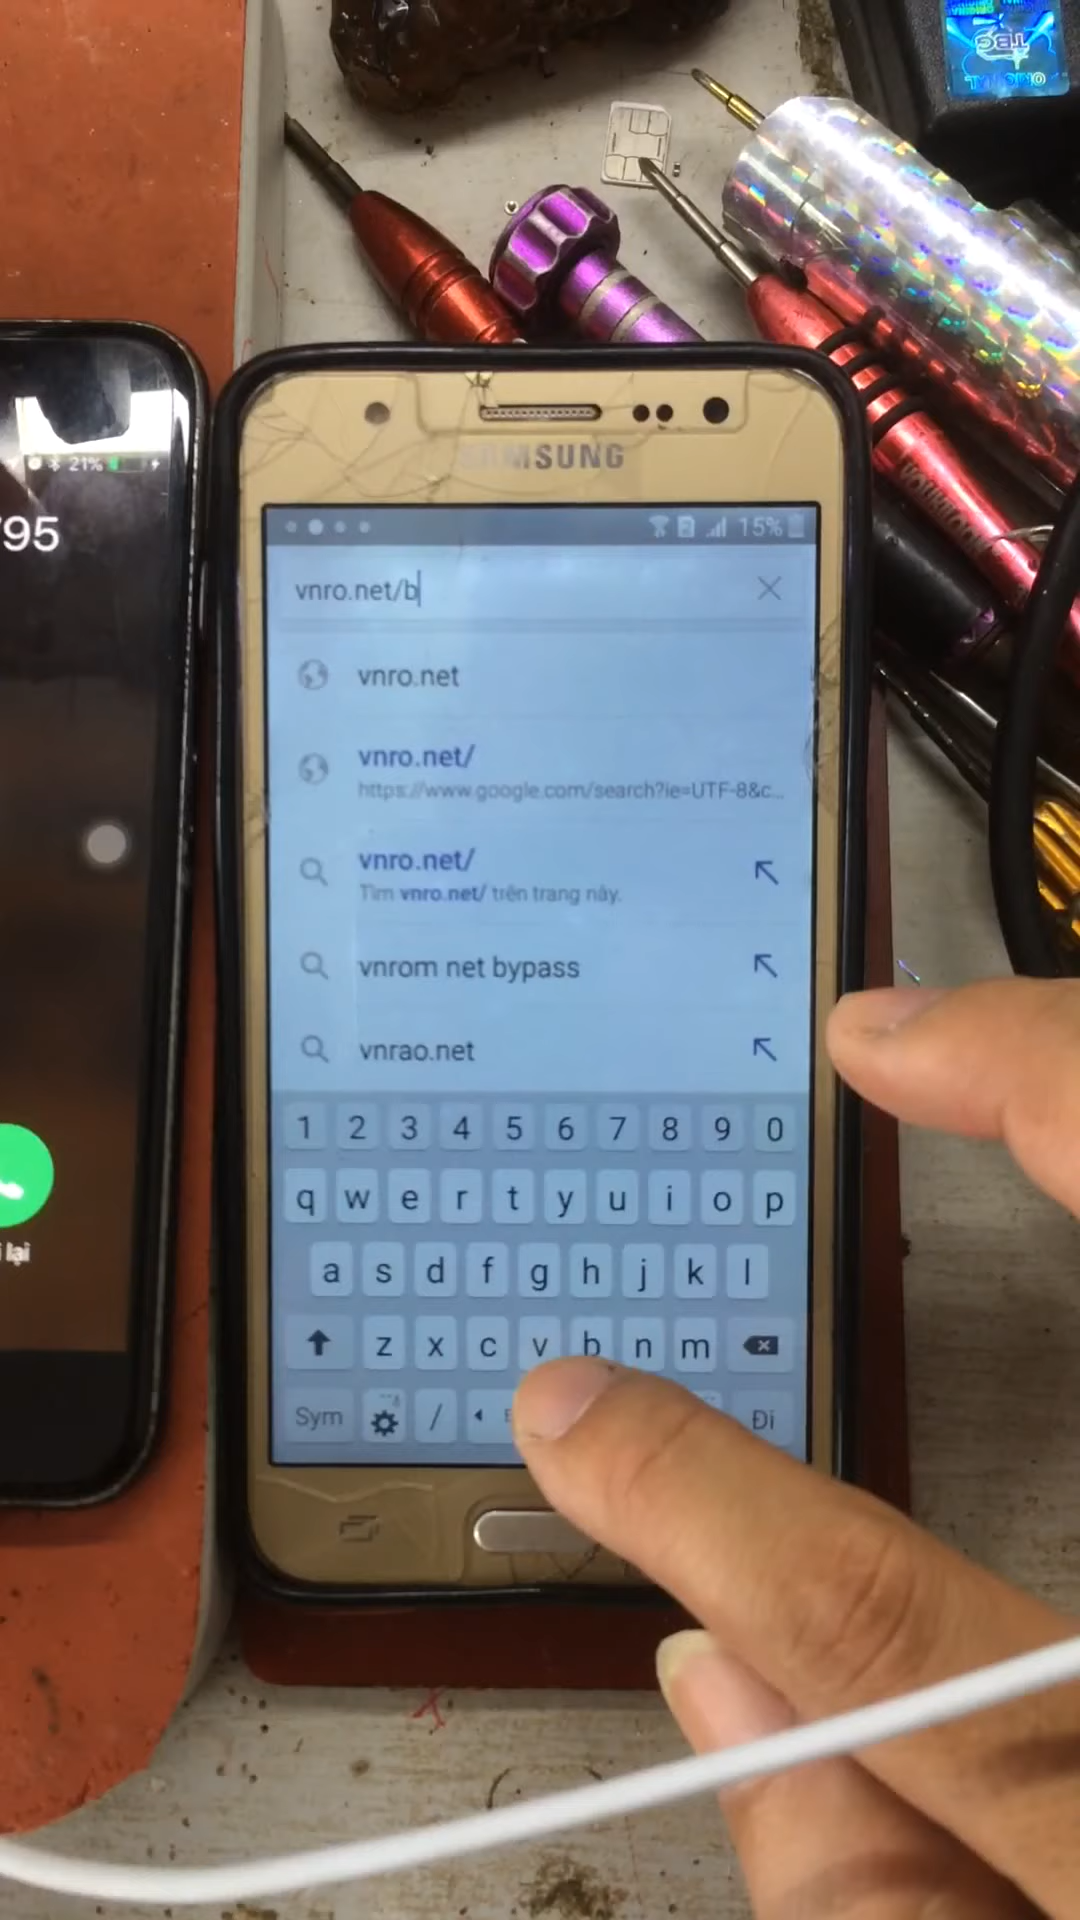 TBG
21%
795
SAMSUNG
15%
vnro.net/b
vnro.net
vnro.net/
https://www.google.com/search?ie=UTF-8&c...
vnro.net/
Tìm vnro.net/ trên trang này.
vnrom net bypass
vnrao.net
1 2 3 4 5 6 7 8 9 0
q w e r t y u i o p
a s d f g h j k l
z x c v b n m
Sym / Đi
lại